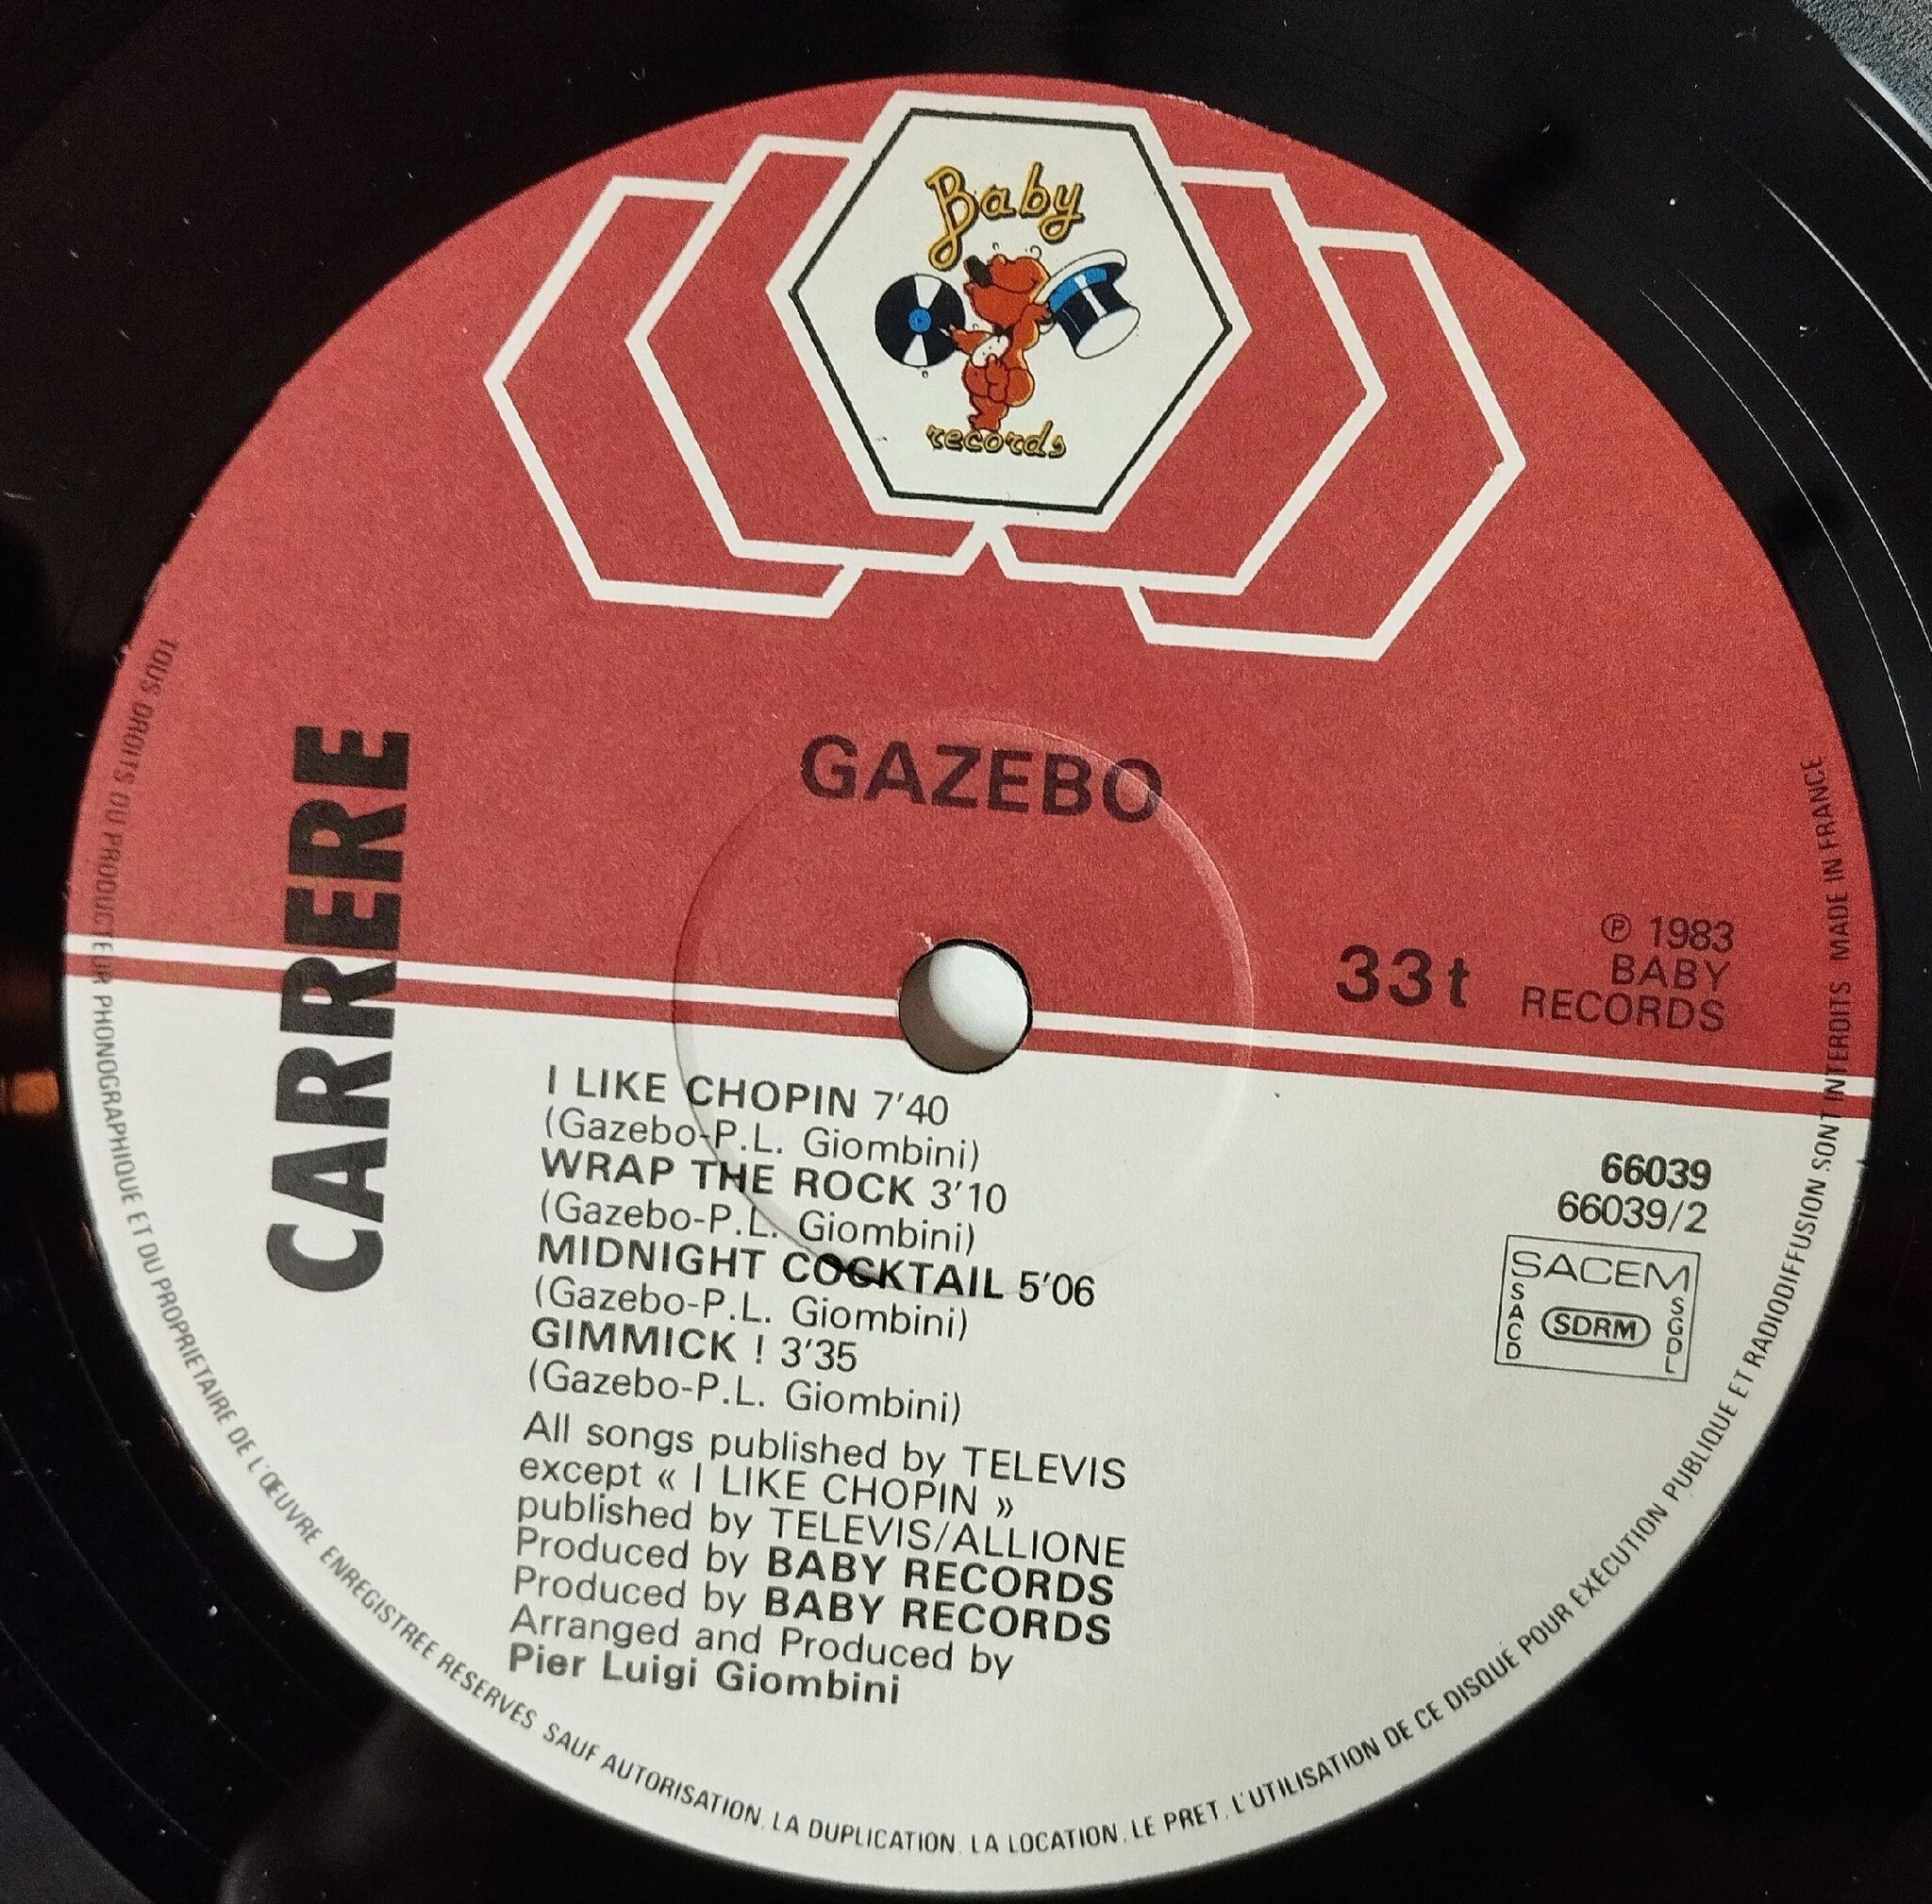 Baby
records
GAZEBO
CARRERE
33t
℗ 1983
BABY
RECORDS
I LIKE CHOPIN 7'40
(Gazebo-P.L. Giombini)
WRAP THE ROCK 3'10
(Gazebo-P.L. Giombini)
MIDNIGHT COCKTAIL 5'06
(Gazebo-P.L. Giombini)
GIMMICK ! 3'35
(Gazebo-P.L. Giombini)
All songs published by TELEVIS
except « I LIKE CHOPIN »
published by TELEVIS/ALLIONE
Produced by BABY RECORDS
Produced by BABY RECORDS
Arranged and Produced by
Pier Luigi Giombini
66039
66039/2
SACEM
SACD
SDRM
SGDL
TOUS DROITS DU PRODUCTEUR PHONOGRAPHIQUE ET DU PROPRIETAIRE DE L'ŒUVRE ENREGISTREE RESERVES SAUF AUTORISATION. LA DUPLICATION. LA LOCATION. LE PRET. L'UTILISATION DE CE DISQUE POUR EXECUTION PUBLIQUE ET RADIODIFFUSION SONT INTERDITS MADE IN FRANCE